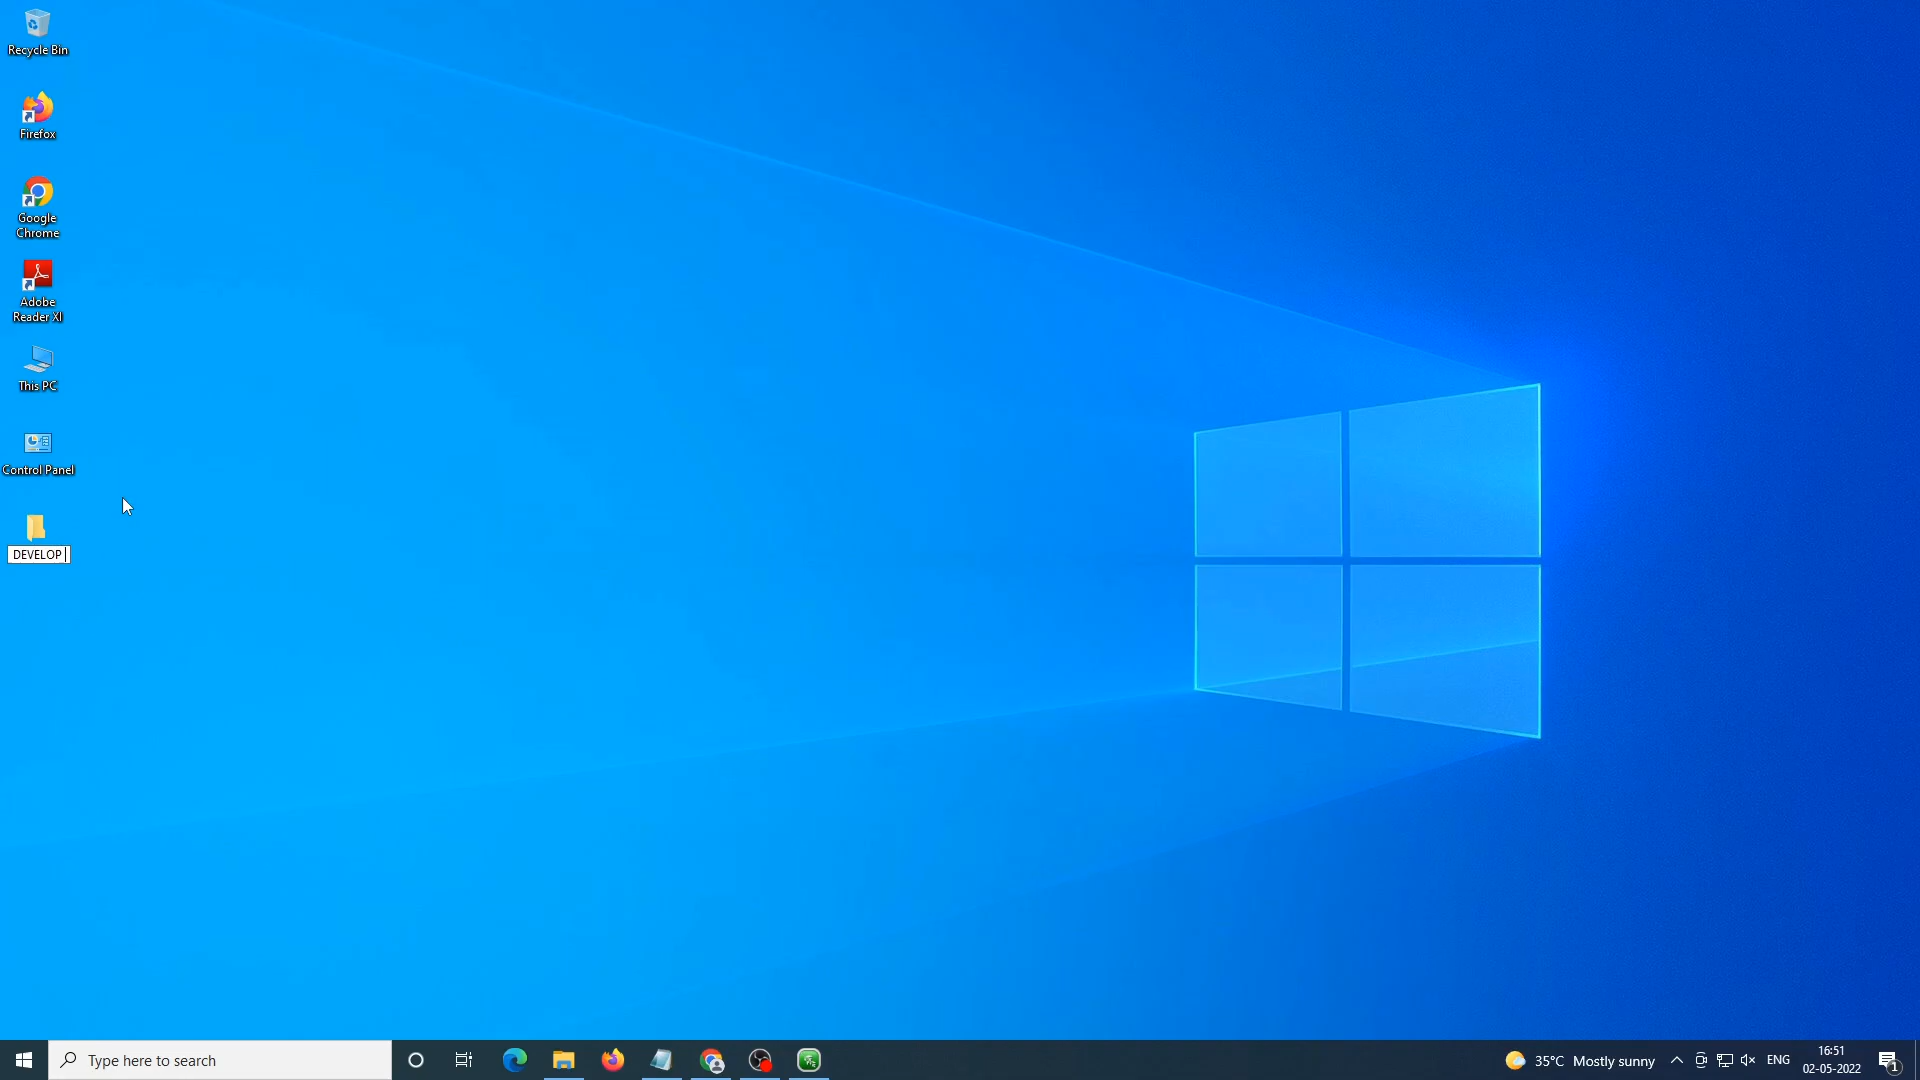 Recycle Bin
Firefox
Google
Chrome
Adobe
Reader XI
This PC
Control Panel
DEVELOP
Type here to search
35°C Mostly sunny
ENG
16:51
02-05-2022
1